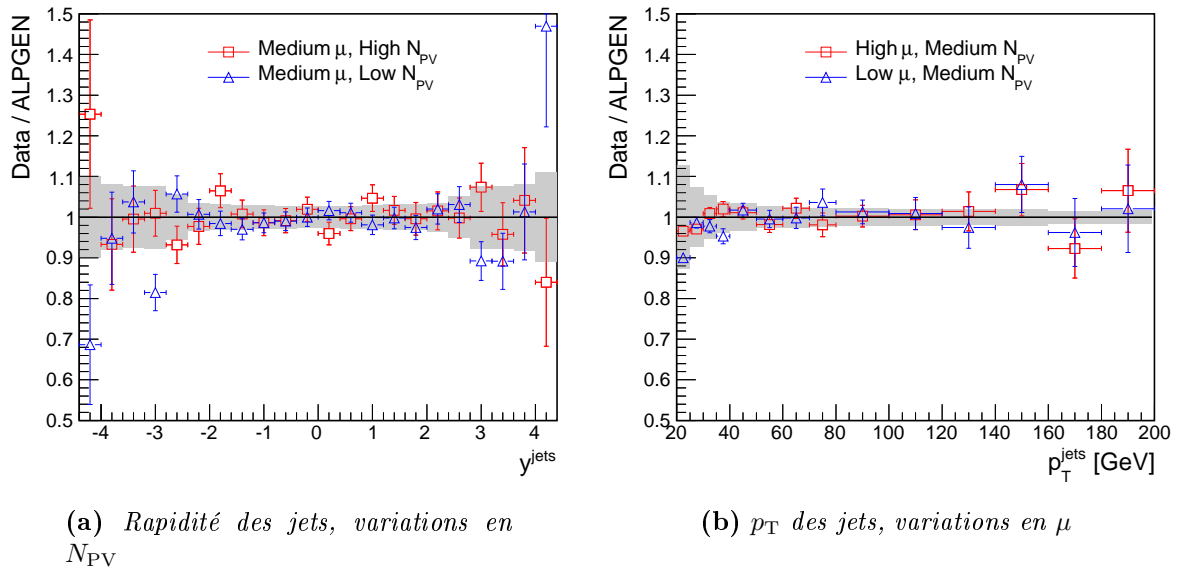 1.5
1.4
1.3
1.2
1.1
1
0.9
0.8
0.7
0.6
0.5
Data / ALPGEN
Medium μ, High N_PV
Medium μ, Low N_PV
-4 -3 -2 -1 0 1 2 3 4
y^jets
(a) Rapidité des jets, variations en
N_PV
1.5
1.4
1.3
1.2
1.1
1
0.9
0.8
0.7
0.6
0.5
Data / ALPGEN
High μ, Medium N_PV
Low μ, Medium N_PV
20 40 60 80 100 120 140 160 180 200
p_T^jets [GeV]
(b) p_T des jets, variations en μ